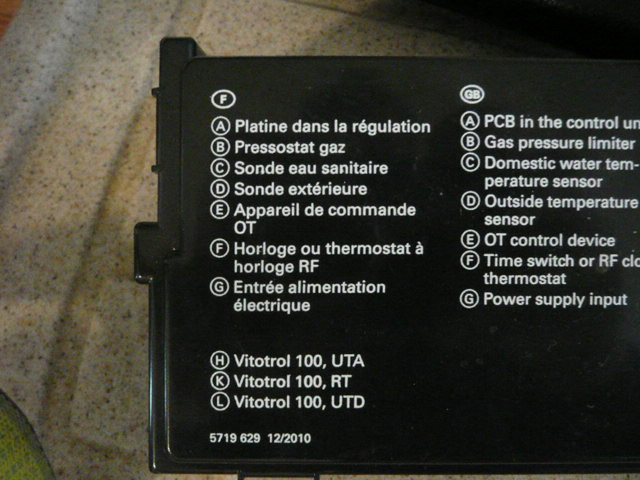 F
A Platine dans la régulation
B Pressostat gaz
C Sonde eau sanitaire
D Sonde extérieure
E Appareil de commande
OT
F Horloge ou thermostat à
horloge RF
G Entrée alimentation
électrique
H Vitotrol 100, UTA
K Vitotrol 100, RT
L Vitotrol 100, UTD
5719 629 12/2010
GB
A PCB in the control
B Gas pressure limiter
C Domestic water tem-
perature sensor
D Outside temperature
sensor
E OT control device
F Time switch or RF
thermostat
G Power supply input